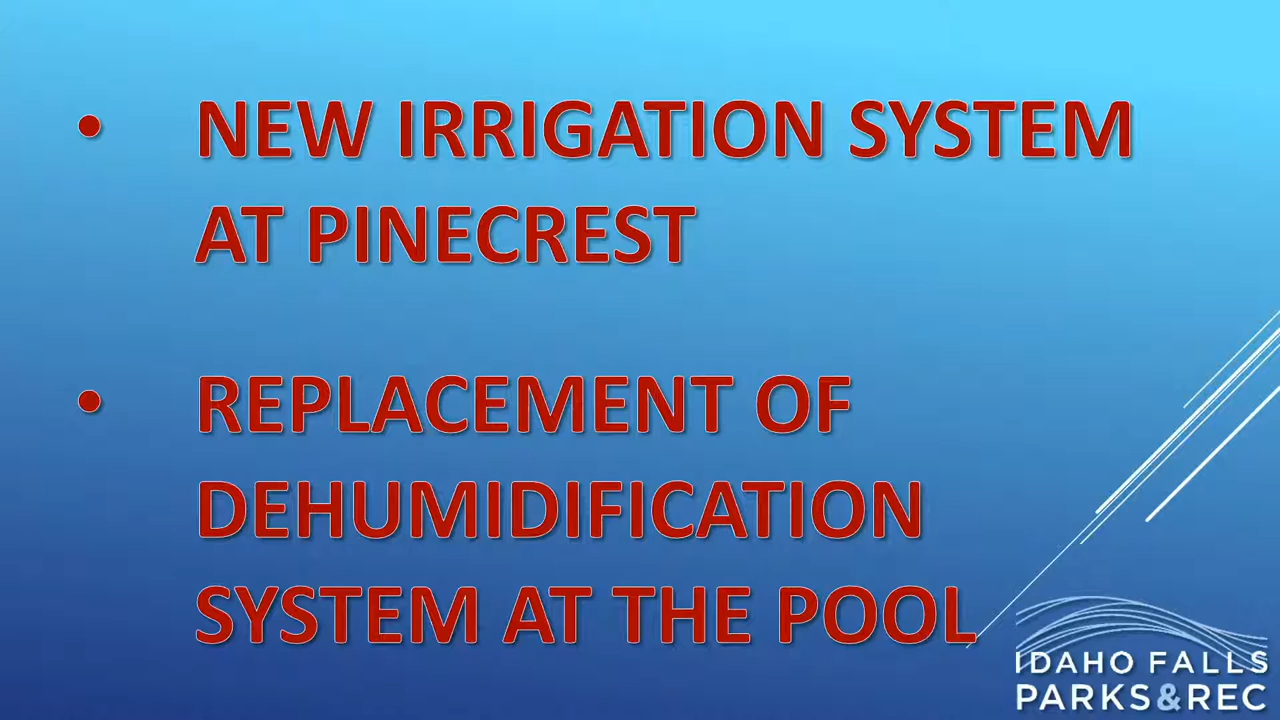 • NEW IRRIGATION SYSTEM
AT PINECREST
• REPLACEMENT OF
DEHUMIDIFICATION
SYSTEM AT THE POOL
IDAHO FALLS
PARKS&REC